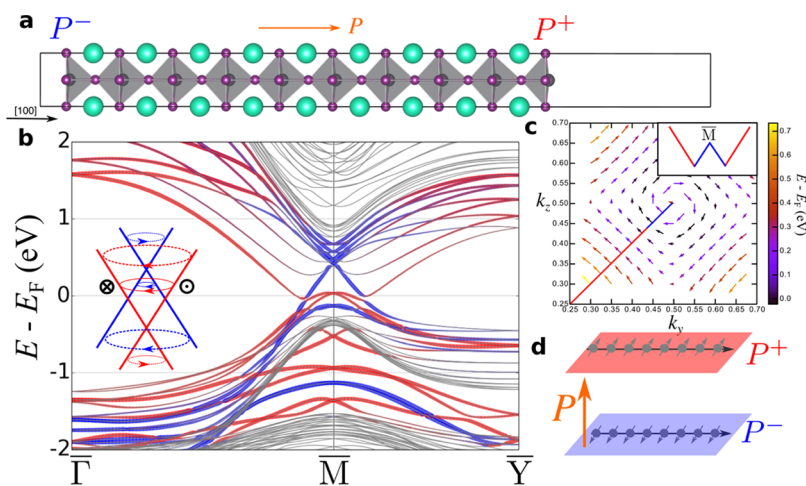 a
P⁻
P
P⁺
[100]
b
E - E_F (eV)
2
1
0
-1
-2
Γ̅
M̅
Y̅
c
k_z
0.70
0.65
0.60
0.55
0.50
0.45
0.40
0.35
0.30
0.25
0.25 0.30 0.35 0.40 0.45 0.50 0.55 0.60 0.65 0.70
k_y
M̅
0.7
0.6
0.5
0.4
0.3
0.2
0.1
0.0
E - E_F (eV)
d
P
P⁺
P⁻